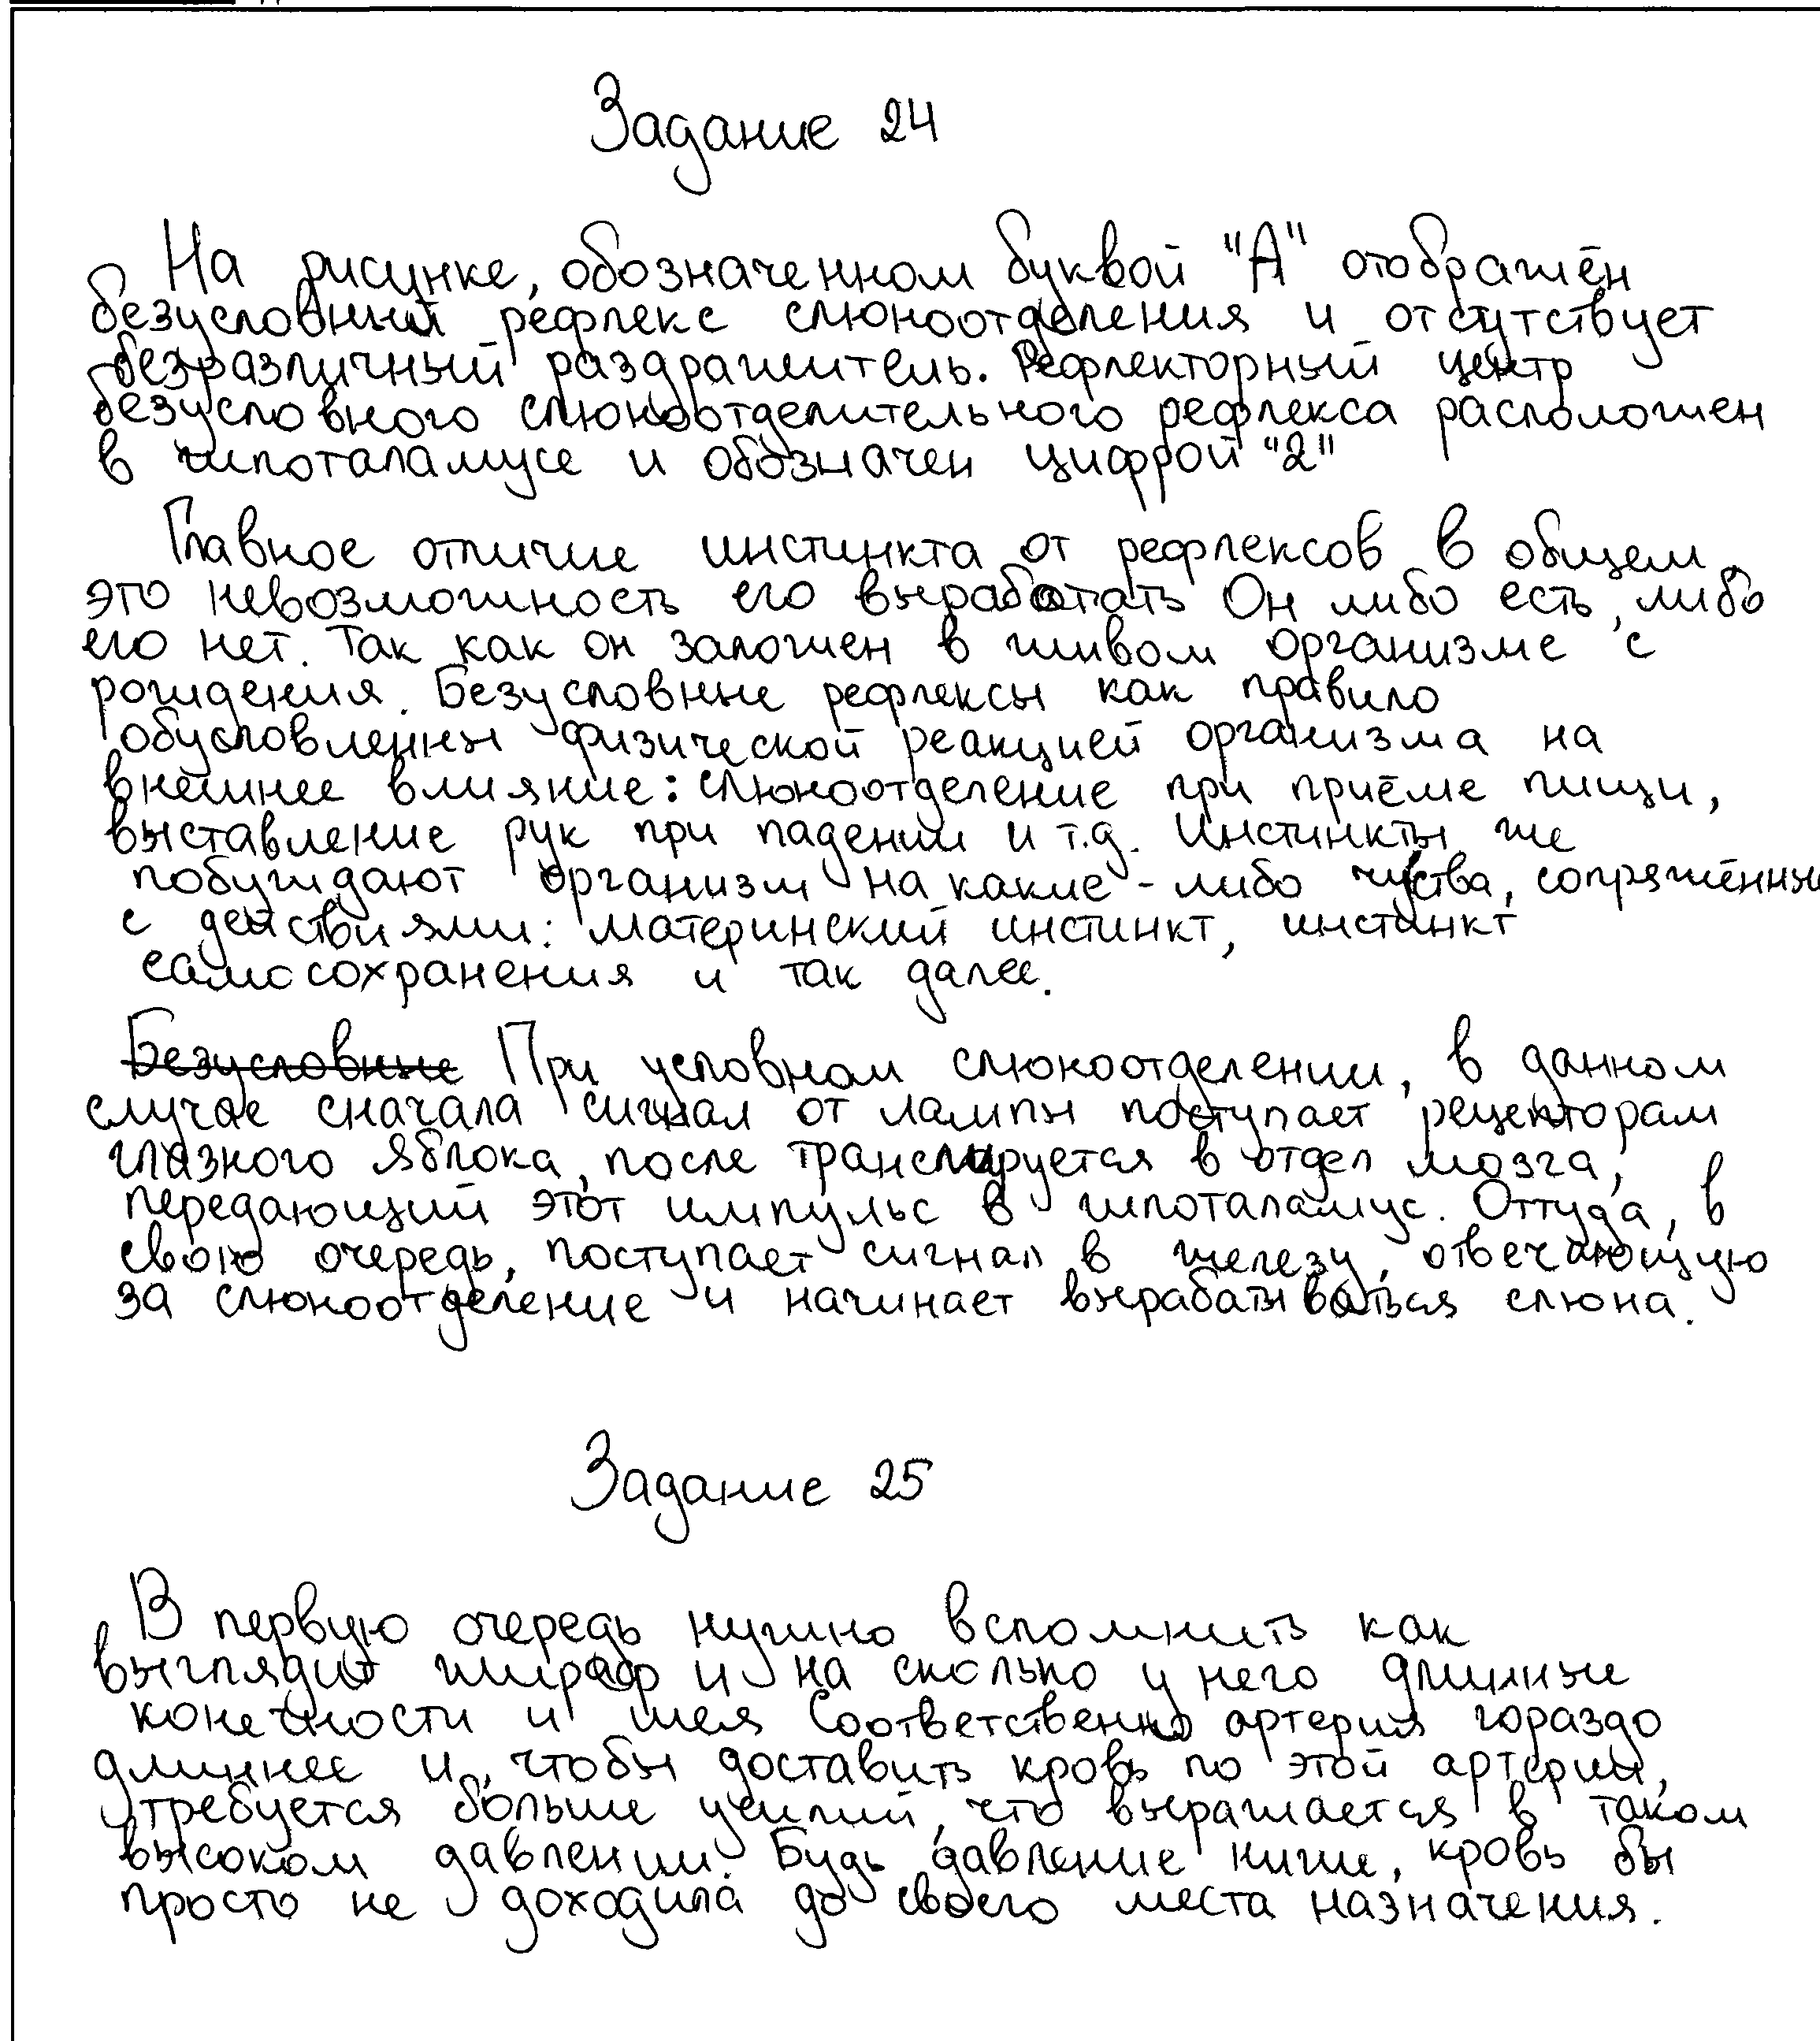 Задание 24
На рисунке, обозначенном буквой "А" отображён
безусловный рефлекс слюноотделения и отсутствует
безразличный раздражитель. Рефлекторный центр
безусловного слюноотделительного рефлекса расположен
в гипоталамусе и обозначен цифрой "2"
Главное отличие инстинкта от рефлексов в общем,
это невозможность его выработать Он либо есть, либо
его нет. Так как он заложен в живом организме с
рождения. Безусловные рефлексы как правило
обусловленны физической реакцией организма на
внешнее влияние: слюноотделение при приёме пищи,
выставление рук при падении и т.д. Инстинкты же
побуждают организм на какие-либо чувства, сопряжённые
с действиями: материнский инстинкт, инстинкт
самосохранения и так далее.
Безусловные При условном слюноотделении, в данном
случае сначала сигнал от лампы поступает рецепторам
глазного яблока, после транслируется в отдел мозга,
передающий этот импульс в гипоталамус. Оттуда, в
свою очередь, поступает сигнал в железу, отвечающую
за слюноотделение и начинает вырабатываться слюна.
Задание 25
В первую очередь нужно вспомнить как
выглядит жираф и на сколько у него длинные
конечности и шея Соответственно артерия гораздо
длиннее и, чтобы доставить кровь по этой артерии,
требуется больше усилий, что выражается в таком
высоком давлении. Будь давление ниже, кровь бы
просто не доходила до своего места назначения.